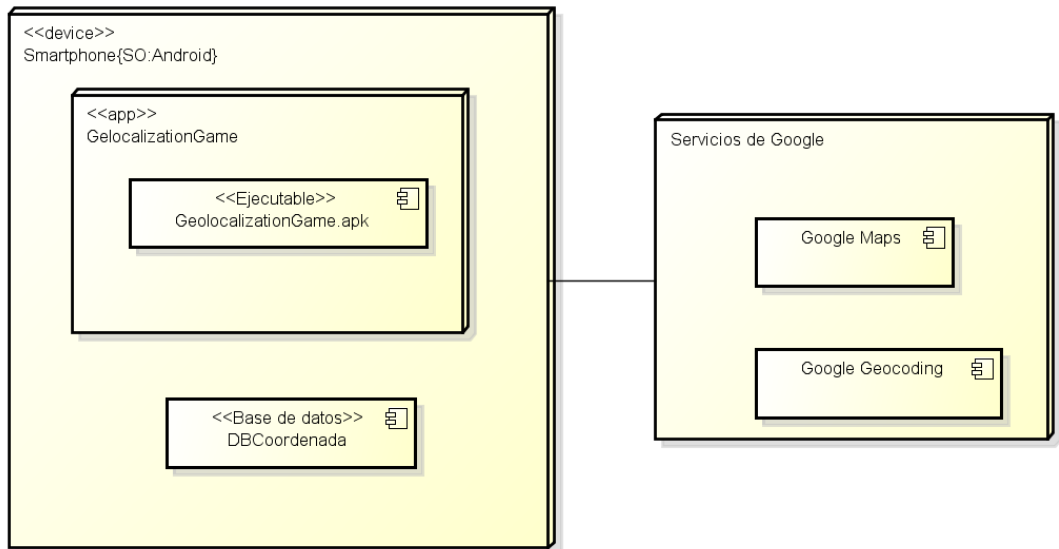 <<device>>
Smartphone{SO:Android}
<<app>>
GelocalizationGame
<<Ejecutable>>
GeolocalizationGame.apk
<<Base de datos>>
DBCoordenada
Servicios de Google
Google Maps
Google Geocoding